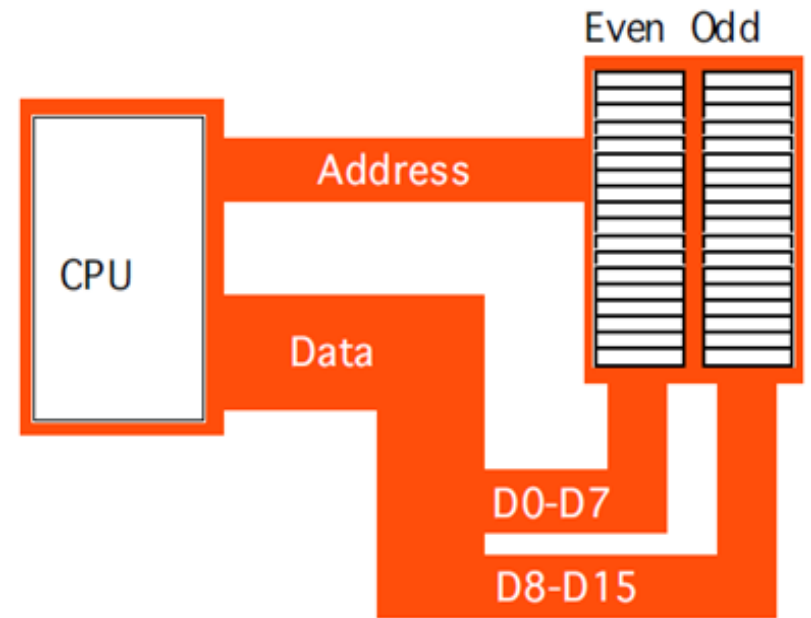 Even Odd
Address
CPU
Data
D0-D7
D8-D15